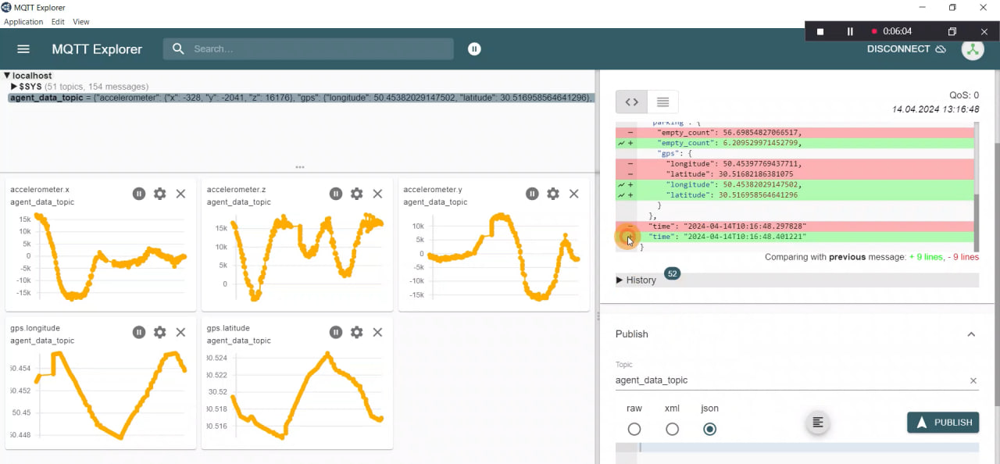 MQTT Explorer
Application Edit View
0:06:04
MQTT Explorer
Search...
DISCONNECT
localhost
$SYS (51 topics, 154 messages)
agent_data_topic = {"accelerometer": {"x": -328, "y": -2041, "z": 16176}, "gps": {"longitude": 50.45382029147502, "latitude": 30.516958564641296},
accelerometer.x
agent_data_topic
15k
10k
5k
0
-5k
-10k
-15k
accelerometer.z
agent_data_topic
15k
10k
5k
0
accelerometer.y
agent_data_topic
10k
5k
0
-5k
-10k
-15k
gps.longitude
agent_data_topic
50.454
50.452
50.45
50.448
gps.latitude
agent_data_topic
30.524
30.522
30.52
30.518
30.516
QoS: 0
14.04.2024 13:16:48
"parking": {
- "empty_count": 56.69854827066517,
+ "empty_count": 6.209529971452799,
"gps": {
- "longitude": 50.45397769437711,
- "latitude": 30.51682186381075
+ "longitude": 50.45382029147502,
+ "latitude": 30.516958564641296
}
},
- "time": "2024-04-14T10:16:48.297828"
"time": "2024-04-14T10:16:48.401221"
}
Comparing with previous message: + 9 lines, - 9 lines
History 52
Publish
Topic
agent_data_topic
raw xml json
PUBLISH